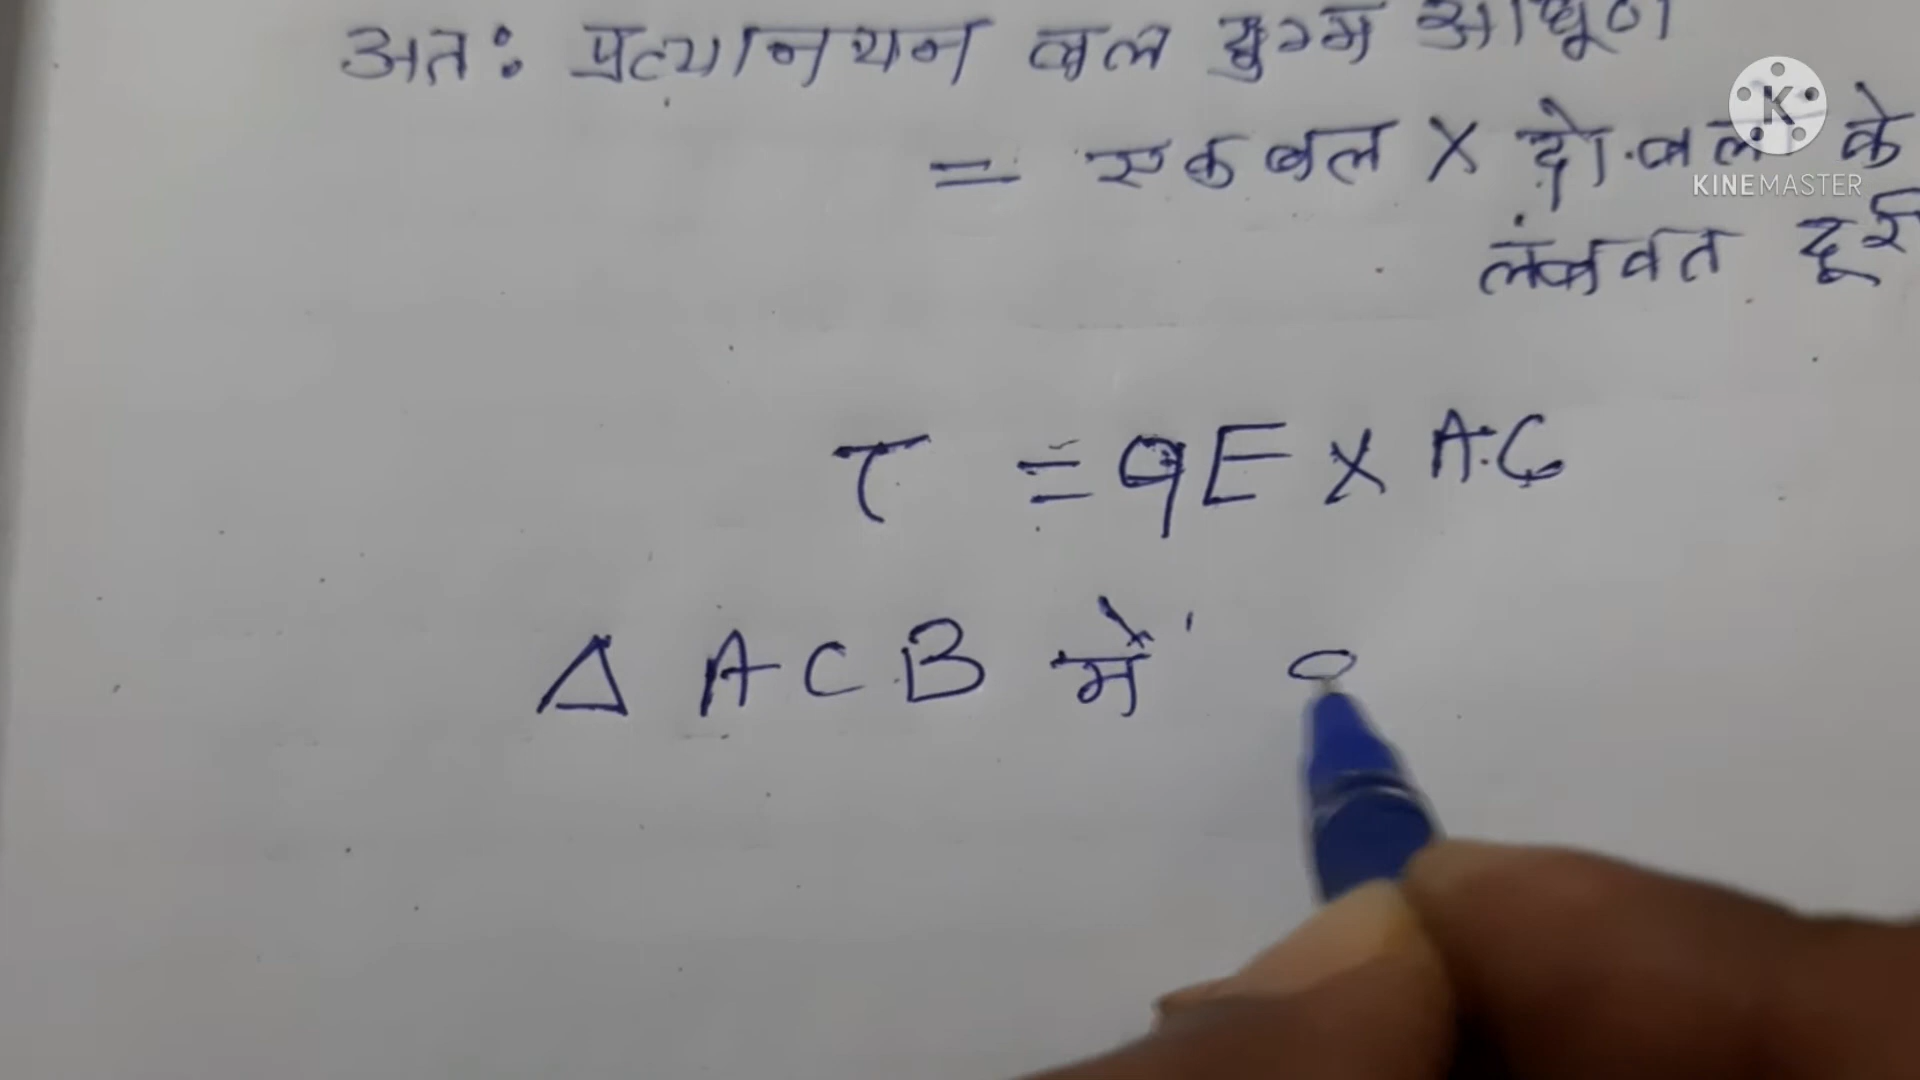 अतः प्रत्यानयन बल युग्म आघूर्ण
= एक बल X दो बलों के
लंबवत दूरी
τ = qE X AC
Δ ACB में
K
KINEMASTER